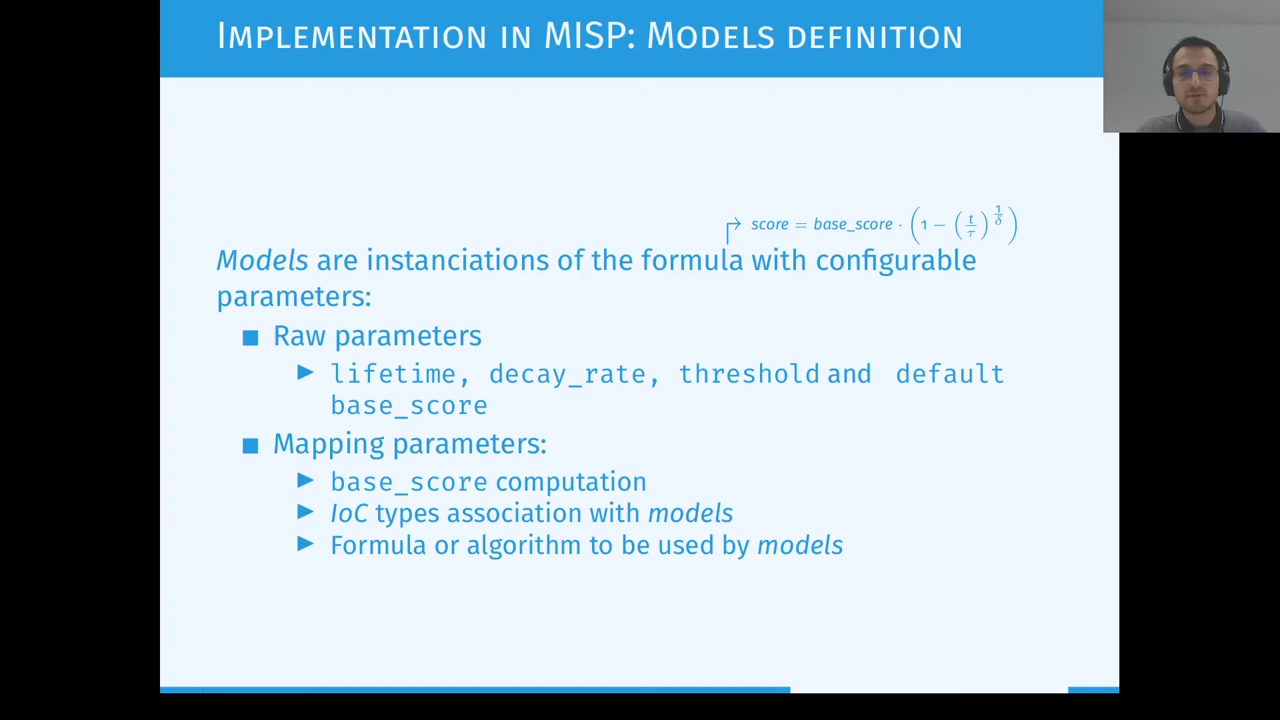 Implementation in MISP: Models definition
score = base_score · (1 − (t/τ)^(1/δ))
Models are instanciations of the formula with configurable
parameters:
■ Raw parameters
▶ lifetime, decay_rate, threshold and default
base_score
■ Mapping parameters:
▶ base_score computation
▶ IoC types association with models
▶ Formula or algorithm to be used by models